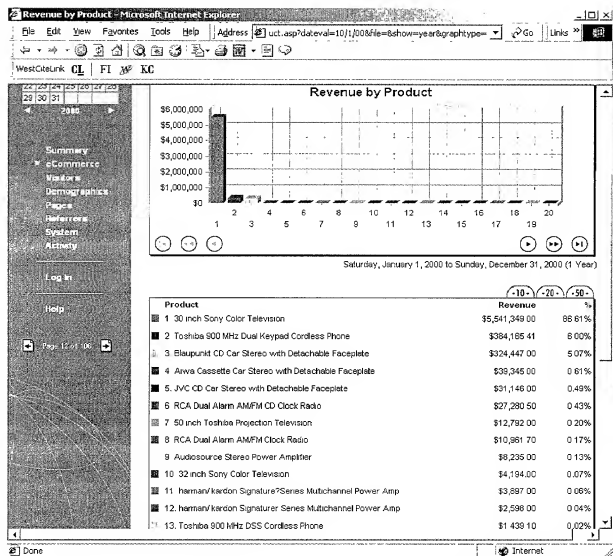 Revenue by Product - Microsoft Internet Explorer
File Edit View Favorites Tools Help Address uct.asp?dateval=10/1/00&file=&show=year&graphtype= Go Links »
WestCiteLink CL FI KC
22 23 24 25 26 27 28
29 30 31
2000
Summary
eCommerce
Visitors
Demographics
Pages
Referrers
System
Activity
Log In
Help
Page 12 of 106
Revenue by Product
$6,000,000
$5,000,000
$4,000,000
$3,000,000
$2,000,000
$1,000,000
$0
2 4 6 8 10 12 14 16 18 20
1 3 5 7 9 11 13 15 17 19
Saturday, January 1, 2000 to Sunday, December 31, 2000 (1 Year)
-10- -20- -50-
Product Revenue %
1 30 inch Sony Color Television $5,541,349.00 86.61%
2 Toshiba 900 MHz Dual Keypad Cordless Phone $384,165 41 6 00%
3. Blaupunkt CD Car Stereo with Detachable Faceplate $324,447 00 5 07%
4 Aiwa Cassette Car Stereo with Detachable Faceplate $39,345 00 0 61%
5. JVC CD Car Stereo with Detachable Faceplate $31,146 00 0.49%
6 RCA Dual Alarm AM/FM CD Clock Radio $27,280 50 0 43%
7 50 inch Toshiba Projection Television $12,792 00 0 20%
8 RCA Dual Alarm AM/FM Clock Radio $10,961 70 0 17%
9 Audiosource Stereo Power Amplifier $8,235 00 0 13%
10 32 inch Sony Color Television $4,194.00 0.07%
11 harman/kardon Signature?Series Multichannel Power Amp $3,897 00 0 06%
12. harman/kardon Signaturer Series Multichannel Power Amp $2,598 00 0 04%
13. Toshiba 900 MHz DSS Cordless Phone $1 439 10 0.02%
Done Internet